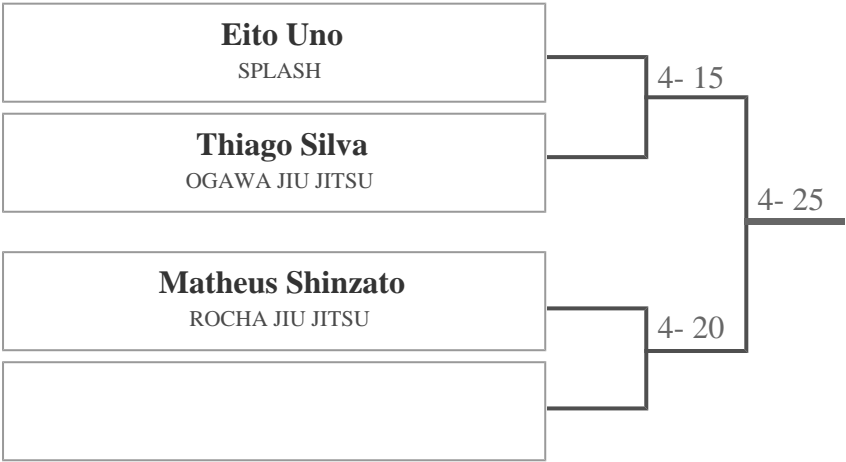 Eito Uno
SPLASH
4- 15
Thiago Silva
OGAWA JIU JITSU
4- 25
Matheus Shinzato
ROCHA JIU JITSU
4- 20